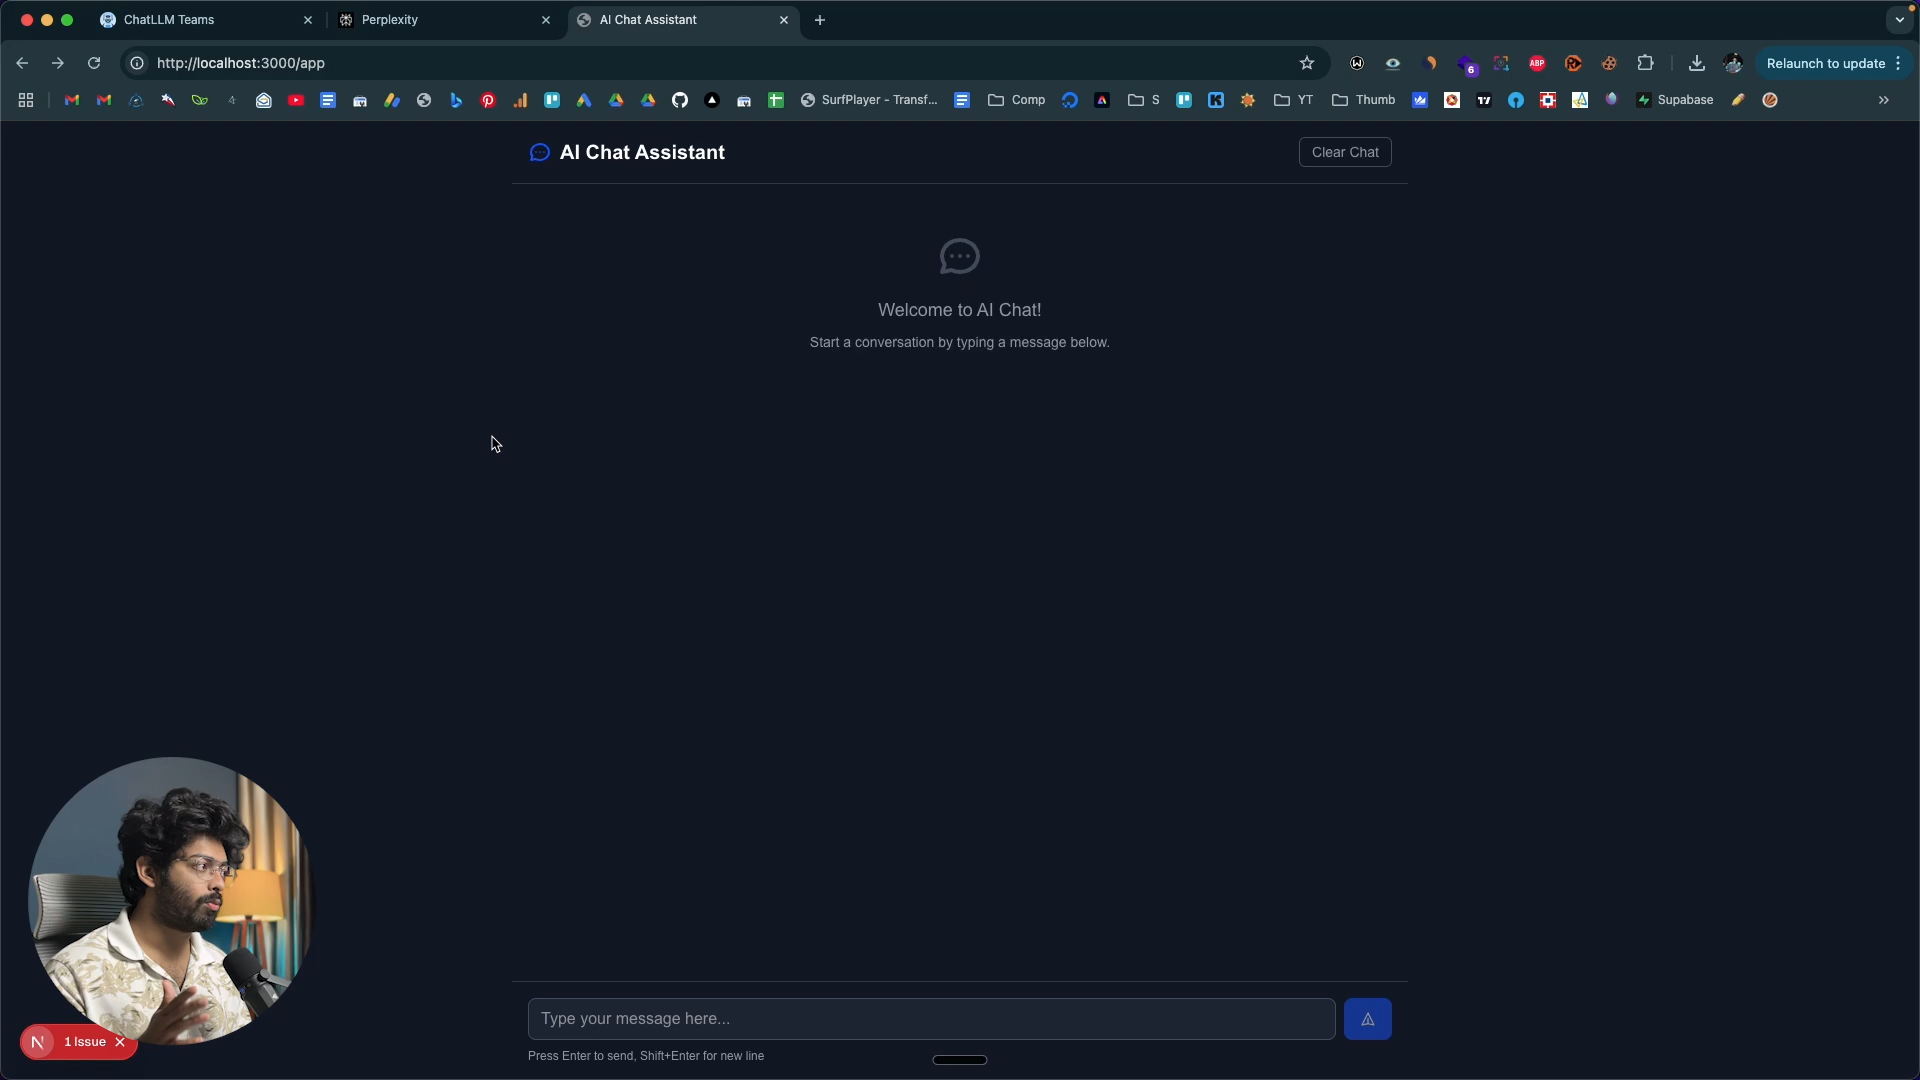 ChatLLM Teams
Perplexity
AI Chat Assistant
http://localhost:3000/app
6
ABP
Relaunch to update
SurfPlayer - Transf...
Comp
S
YT
Thumb
Supabase
AI Chat Assistant
Clear Chat
Welcome to AI Chat!
Start a conversation by typing a message below.
Type your message here...
Press Enter to send, Shift+Enter for new line
N
1 Issue